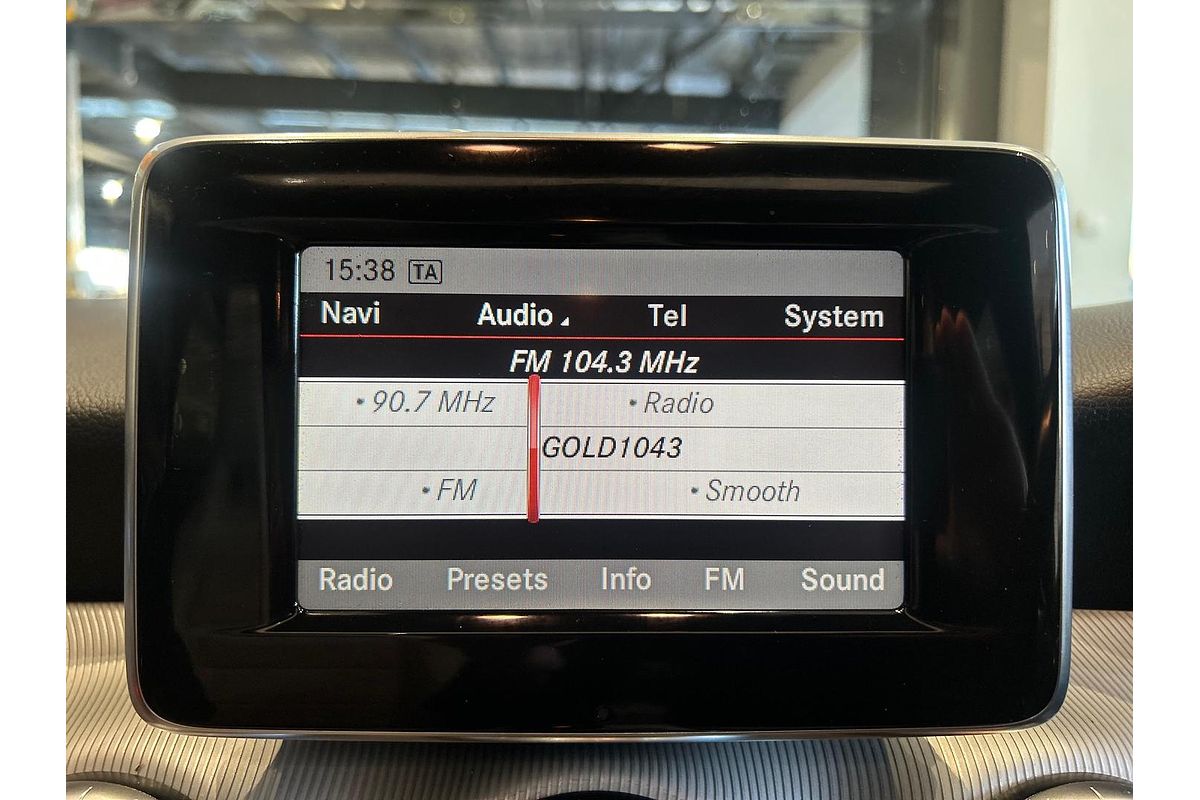 15:38 TA
Navi Audio Tel System
FM 104.3 MHz
• 90.7 MHz • Radio
GOLD1043
• FM • Smooth
Radio Presets Info FM Sound